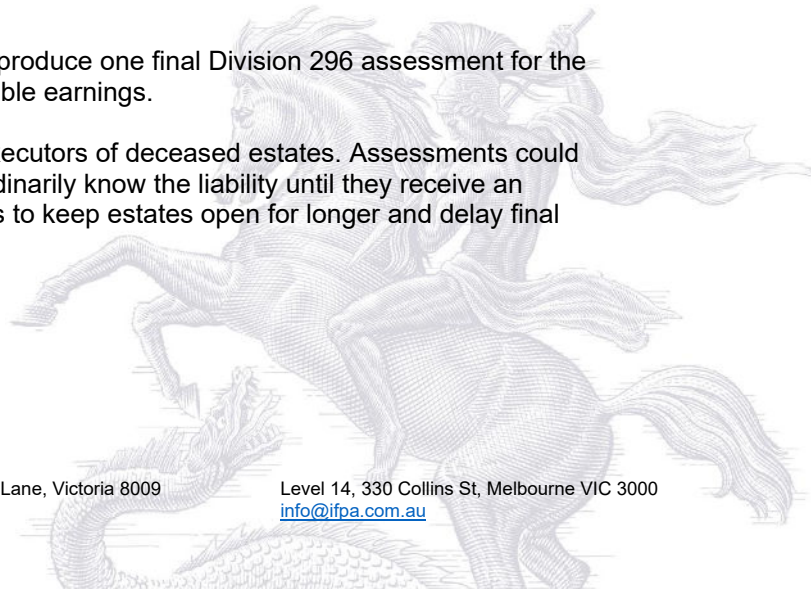 produce one final Division 296 assessment for the
ble earnings.
ecutors of deceased estates. Assessments could
dinarily know the liability until they receive an
s to keep estates open for longer and delay final
Lane, Victoria 8009
Level 14, 330 Collins St, Melbourne VIC 3000
info@ifpa.com.au